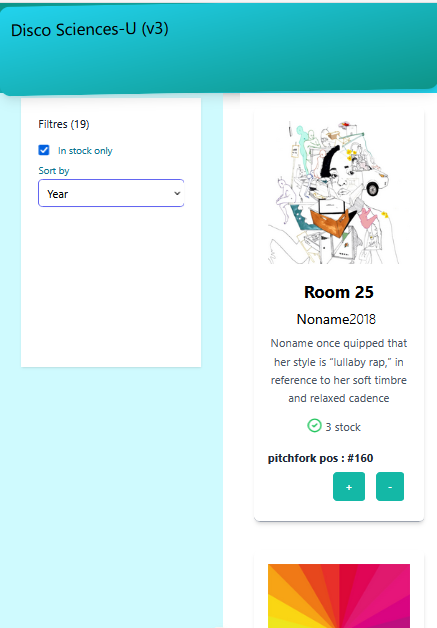 Disco Sciences-U (v3)
Filtres (19)
In stock only
Sort by
Year
Room 25
Noname2018
Noname once quipped that
her style is “lullaby rap,” in
reference to her soft timbre
and relaxed cadence
3 stock
pitchfork pos : #160
+ -